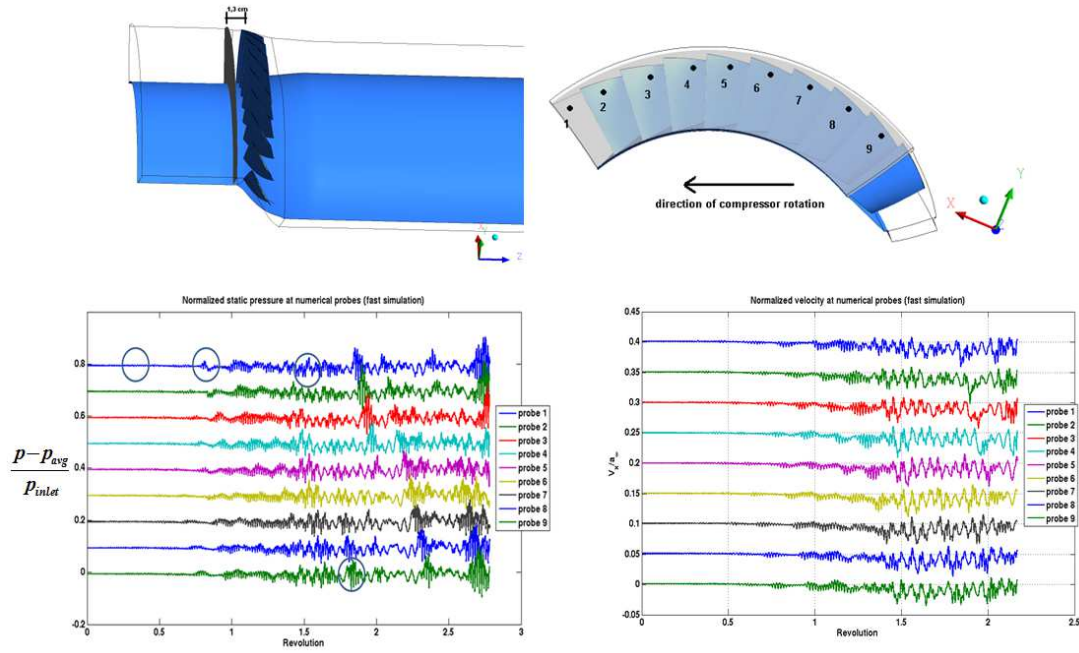 1,3 cm
X
Y
Z
1
2
3
4
5
6
7
8
9
direction of compressor rotation
Y
X
Z
Normalized static pressure at numerical probes (fast simulation)
p − p avg
p inlet
0.8
0.6
0.4
0.2
0
-0.2
0
0.5
1
1.5
2
2.5
3
Revolution
probe 1
probe 2
probe 3
probe 4
probe 5
probe 6
probe 7
probe 8
probe 9
Normalized velocity at numerical probes (fast simulation)
0.45
0.4
0.35
0.3
0.25
0.2
0.15
0.1
0.05
0
-0.05
0
0.5
1
1.5
2
2.5
Revolution
probe 1
probe 2
probe 3
probe 4
probe 5
probe 6
probe 7
probe 8
probe 9